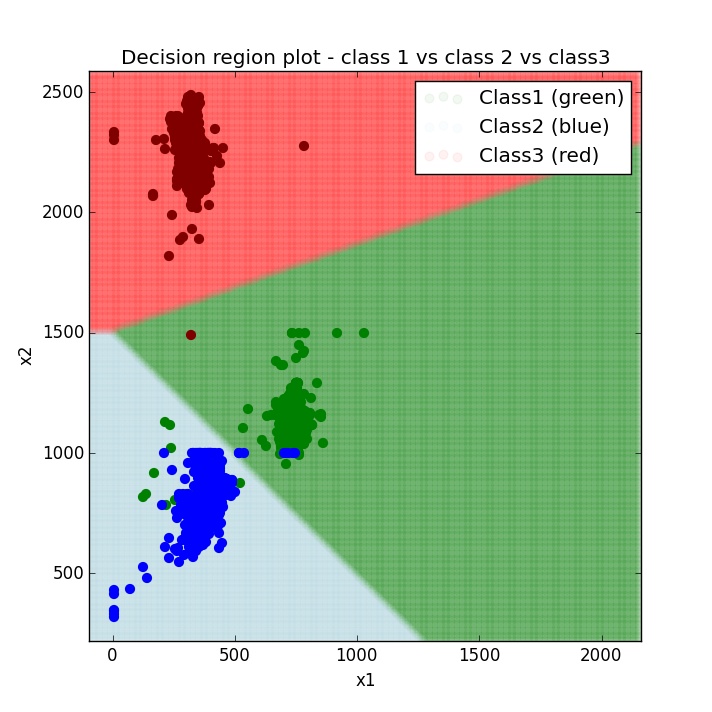 Decision region plot - class 1 vs class 2 vs class3
Class1 (green)
Class2 (blue)
Class3 (red)
2500
2000
1500
1000
500
x2
0 500 1000 1500 2000
x1